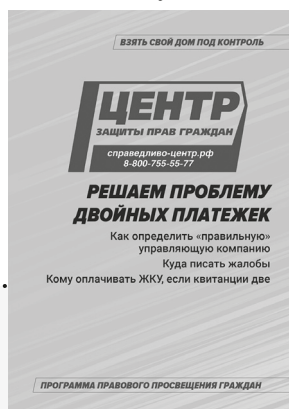 ВЗЯТЬ СВОЙ ДОМ ПОД КОНТРОЛЬ
ЦЕНТР
ЗАЩИТЫ ПРАВ ГРАЖДАН
справедливо-центр.рф
8-800-755-55-77
РЕШАЕМ ПРОБЛЕМУ
ДВОЙНЫХ ПЛАТЕЖЕК
Как определить «правильную»
управляющую компанию
Куда писать жалобы
Кому оплачивать ЖКУ, если квитанции две
ПРОГРАММА ПРАВОВОГО ПРОСВЕЩЕНИЯ ГРАЖДАН